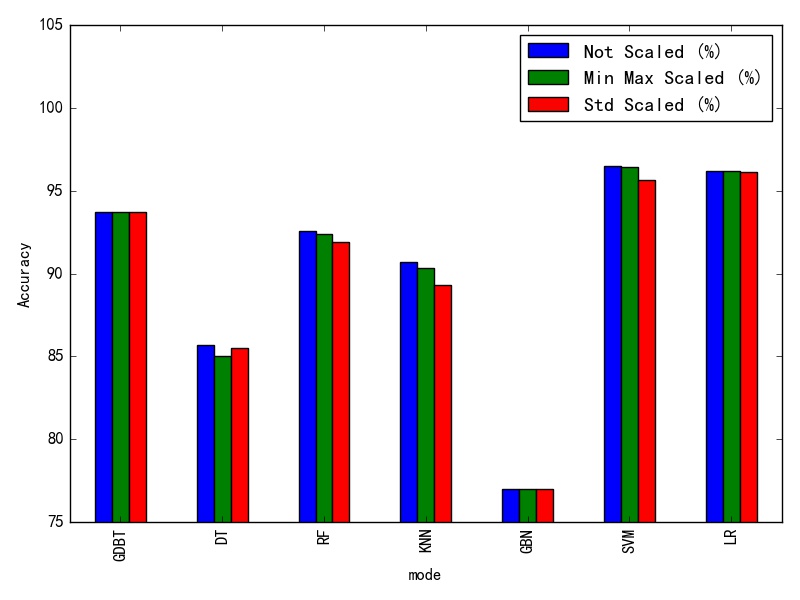 105
100
95
90
85
80
75
Accuracy
Not Scaled (%)
Min Max Scaled (%)
Std Scaled (%)
GDBT
DT
RF
KNN
GBN
SVM
LR
mode